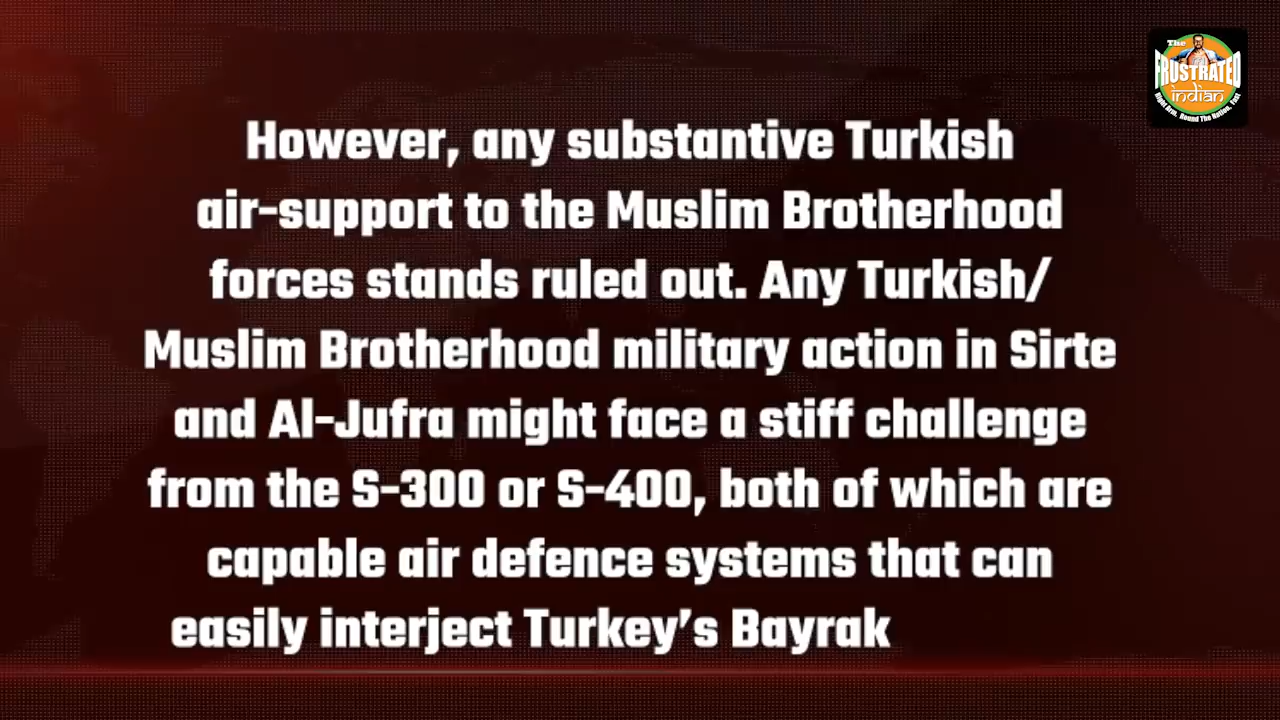 The
FRUSTRATED
indian
However, any substantive Turkish
air-support to the Muslim Brotherhood
forces stands ruled out. Any Turkish/
Muslim Brotherhood military action in Sirte
and Al-Jufra might face a stiff challenge
from the S-300 or S-400, both of which are
capable air defence systems that can
easily interject Turkey’s Bayrak